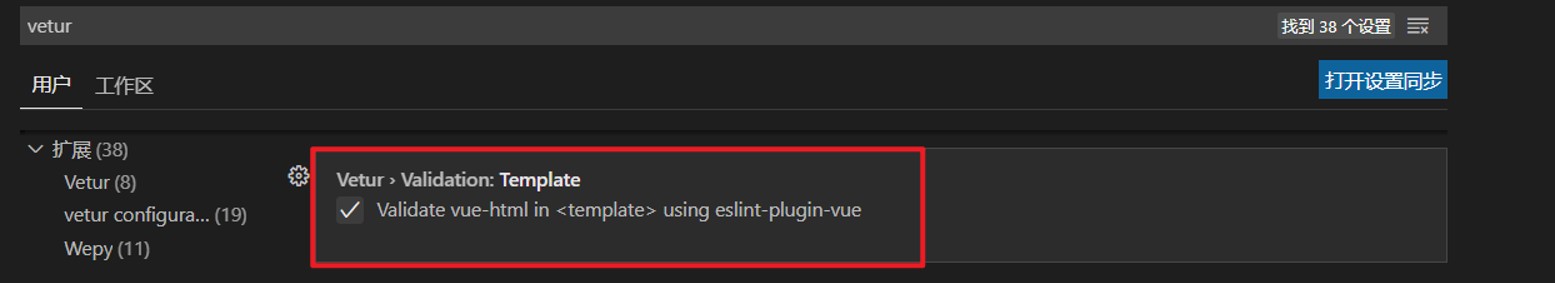 vetur 找到 38 个设置
用户 工作区 打开设置同步
扩展 (38)
Vetur (8)
vetur configura... (19)
Wepy (11)
Vetur › Validation: Template
Validate vue-html in <template> using eslint-plugin-vue